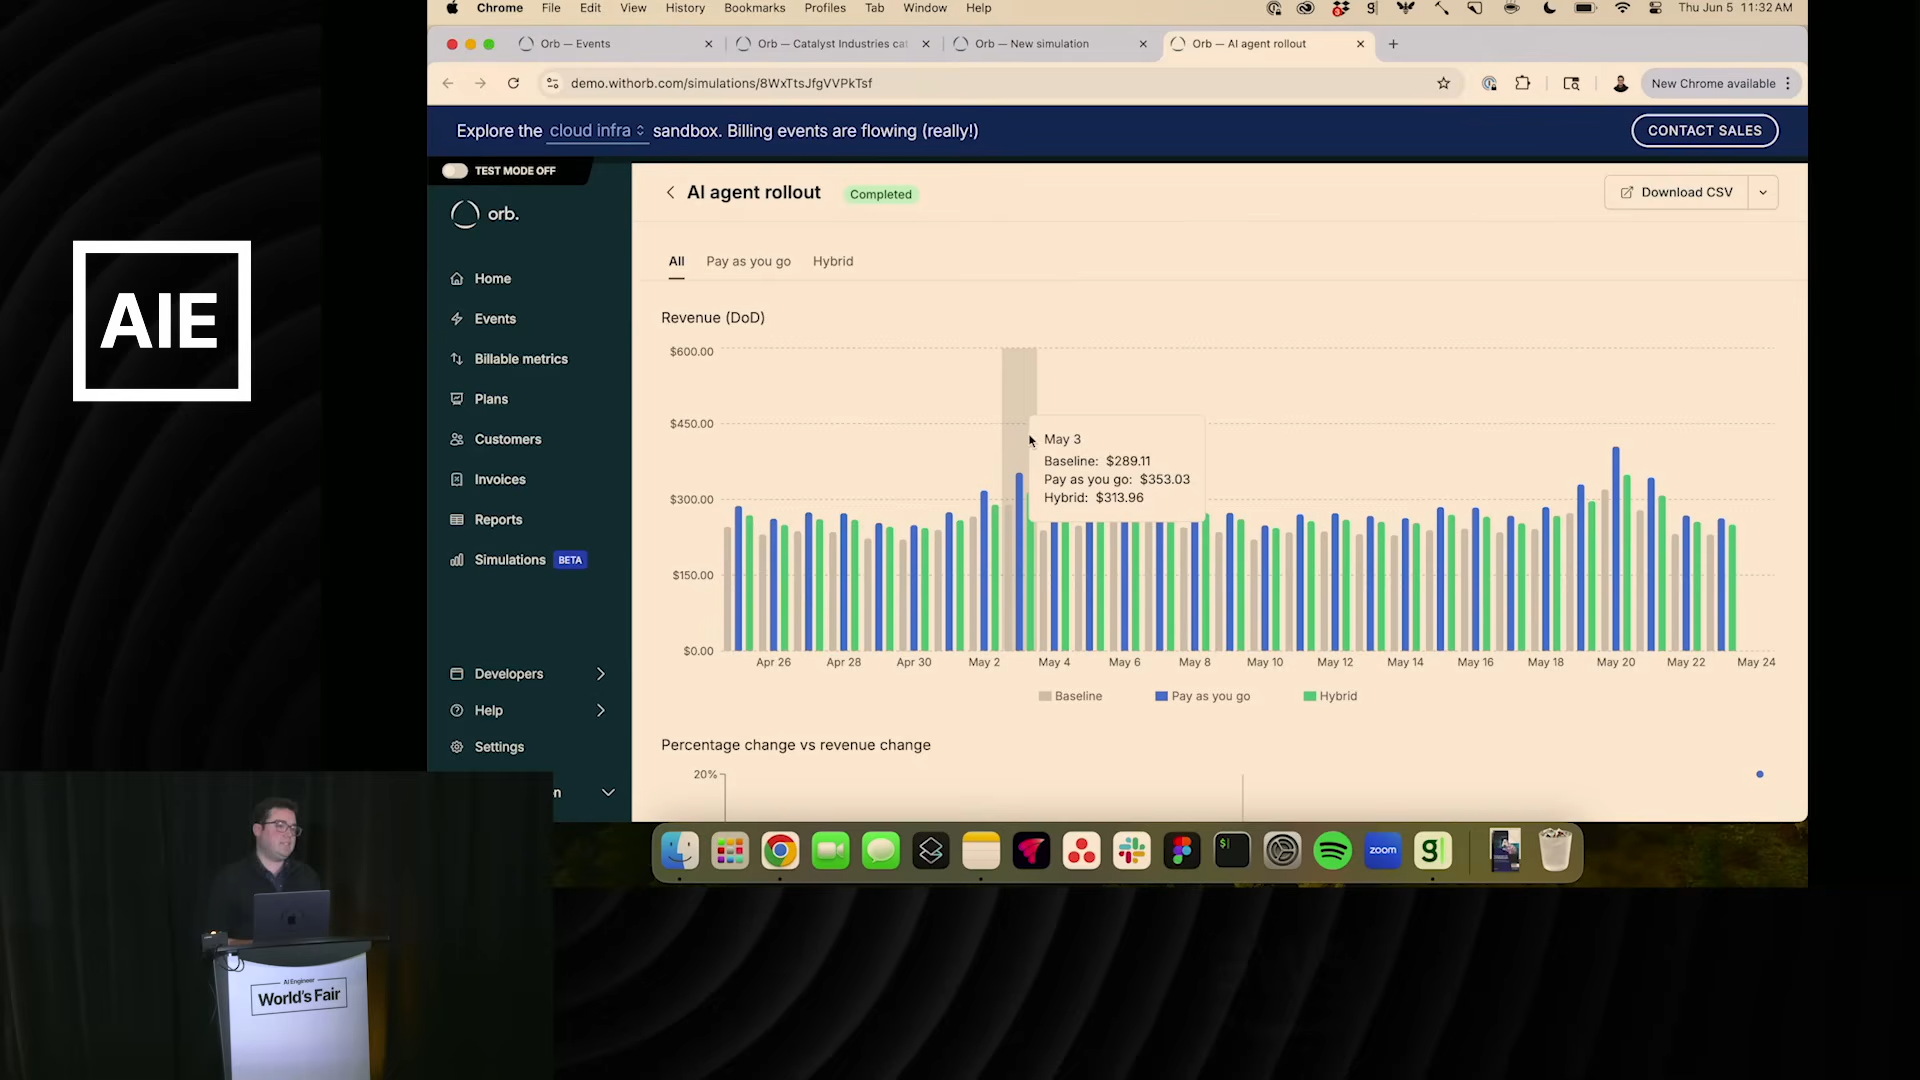 Chrome File Edit View History Bookmarks Profiles Tab Window Help Thu Jun 5 11:32 AM
Orb — Events
Orb — Catalyst Industries ca
Orb — New simulation
Orb — AI agent rollout
demo.withorb.com/simulations/8WxTtsJfgVVPkTsf
New Chrome available
Explore the cloud infra sandbox. Billing events are flowing (really!)
CONTACT SALES
TEST MODE OFF
orb.
Home
Events
Billable metrics
Plans
Customers
Invoices
Reports
Simulations BETA
Developers
Help
Settings
n
AI agent rollout Completed
Download CSV
All Pay as you go Hybrid
Revenue (DoD)
$600.00
$450.00
$300.00
$150.00
$0.00
May 3
Baseline: $289.11
Pay as you go: $353.03
Hybrid: $313.96
Apr 26 Apr 28 Apr 30 May 2 May 4 May 6 May 8 May 10 May 12 May 14 May 16 May 18 May 20 May 22 May 24
Baseline Pay as you go Hybrid
Percentage change vs revenue change
20%
zoom
AIE
AI Engineer
World's Fair